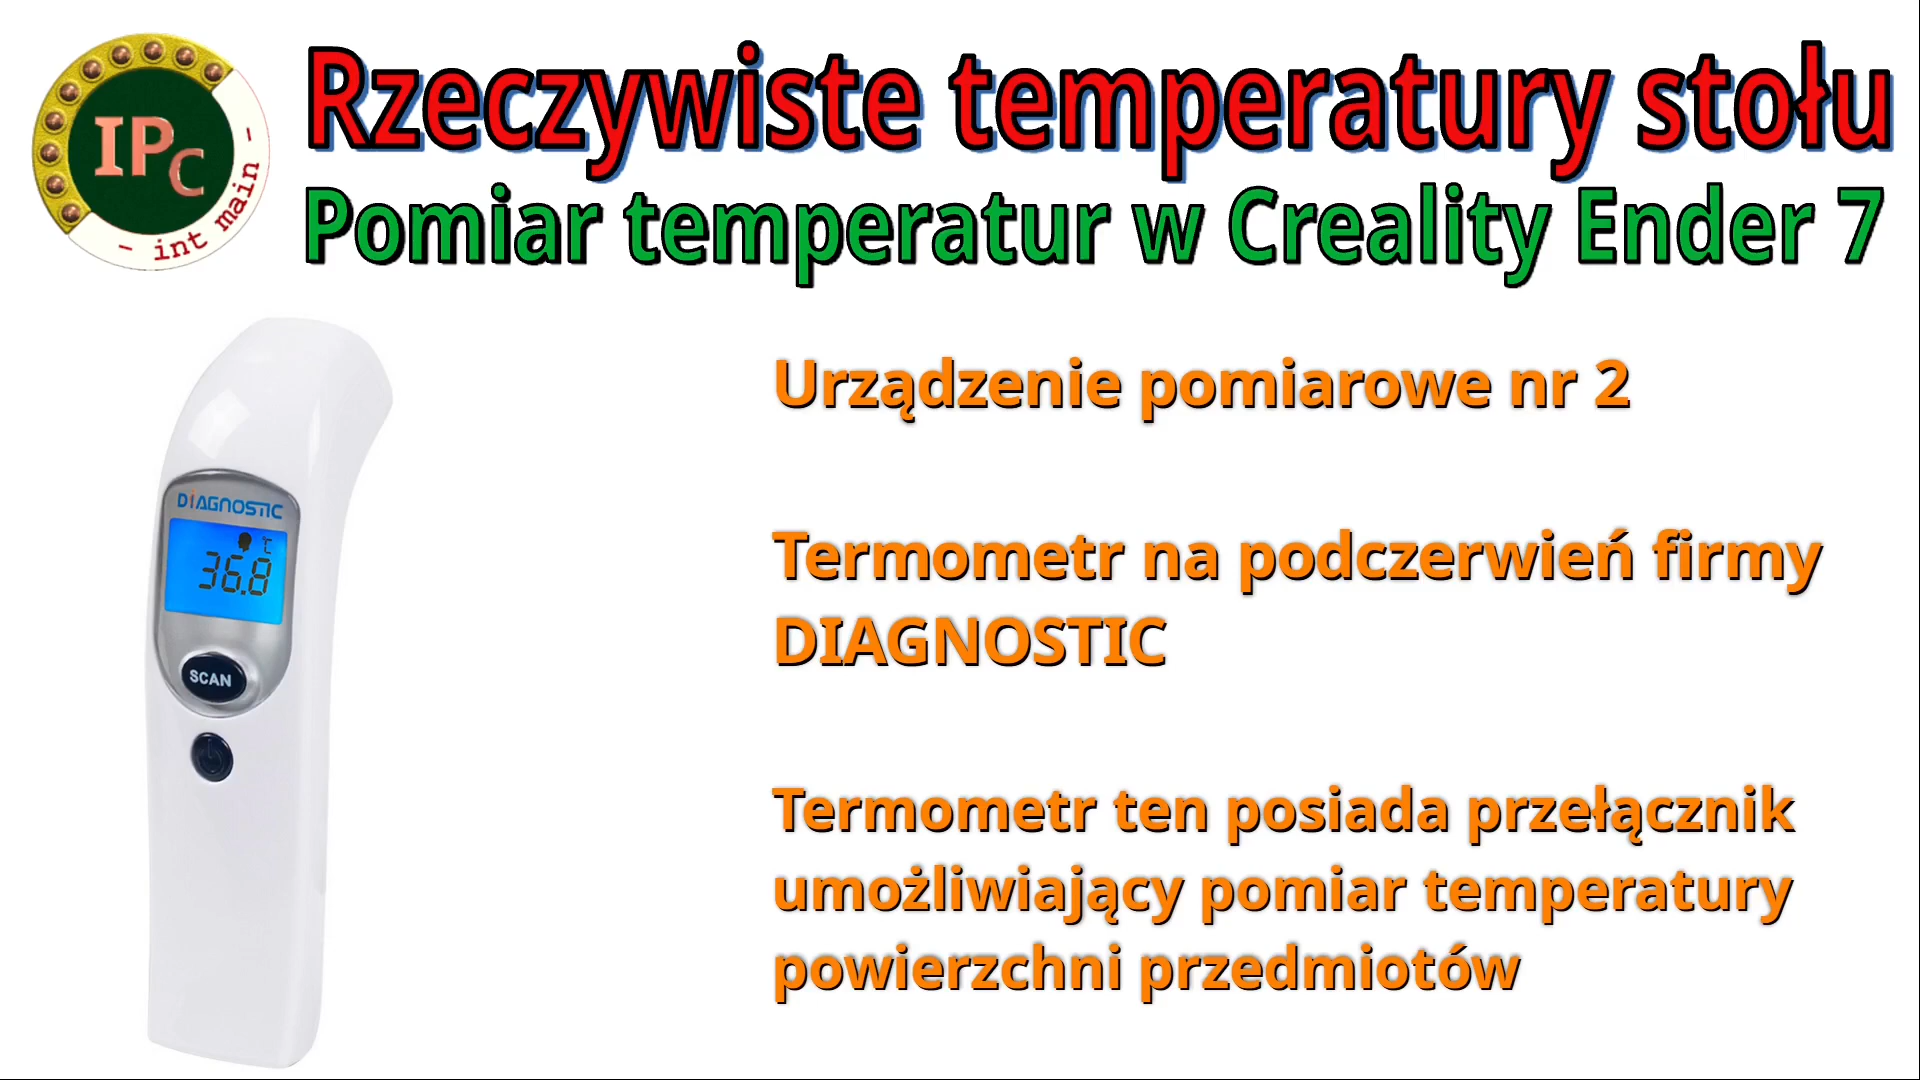 IPC
- int main -
Rzeczywiste temperatury stołu
Pomiar temperatur w Creality Ender 7
Urządzenie pomiarowe nr 2
Termometr na podczerwień firmy
DIAGNOSTIC
Termometr ten posiada przełącznik
umożliwiający pomiar temperatury
powierzchni przedmiotów
DIAGNOSTIC
°C
36.8
SCAN